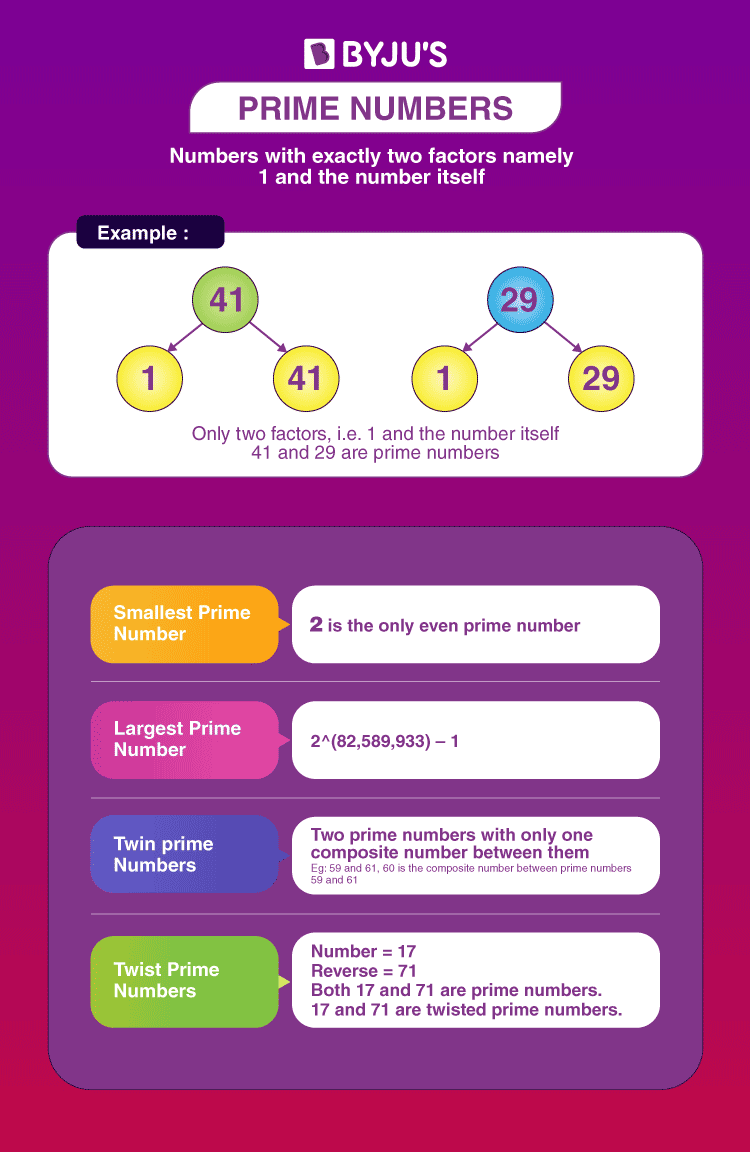 BYJU'S
PRIME NUMBERS
Numbers with exactly two factors namely
1 and the number itself
Example :
41
1
41
29
1
29
Only two factors, i.e. 1 and the number itself
41 and 29 are prime numbers
Smallest Prime
Number
2 is the only even prime number
Largest Prime
Number
2^(82,589,933) – 1
Twin prime
Numbers
Two prime numbers with only one
composite number between them
Eg: 59 and 61, 60 is the composite number between prime numbers
59 and 61
Twist Prime
Numbers
Number = 17
Reverse = 71
Both 17 and 71 are prime numbers.
17 and 71 are twisted prime numbers.